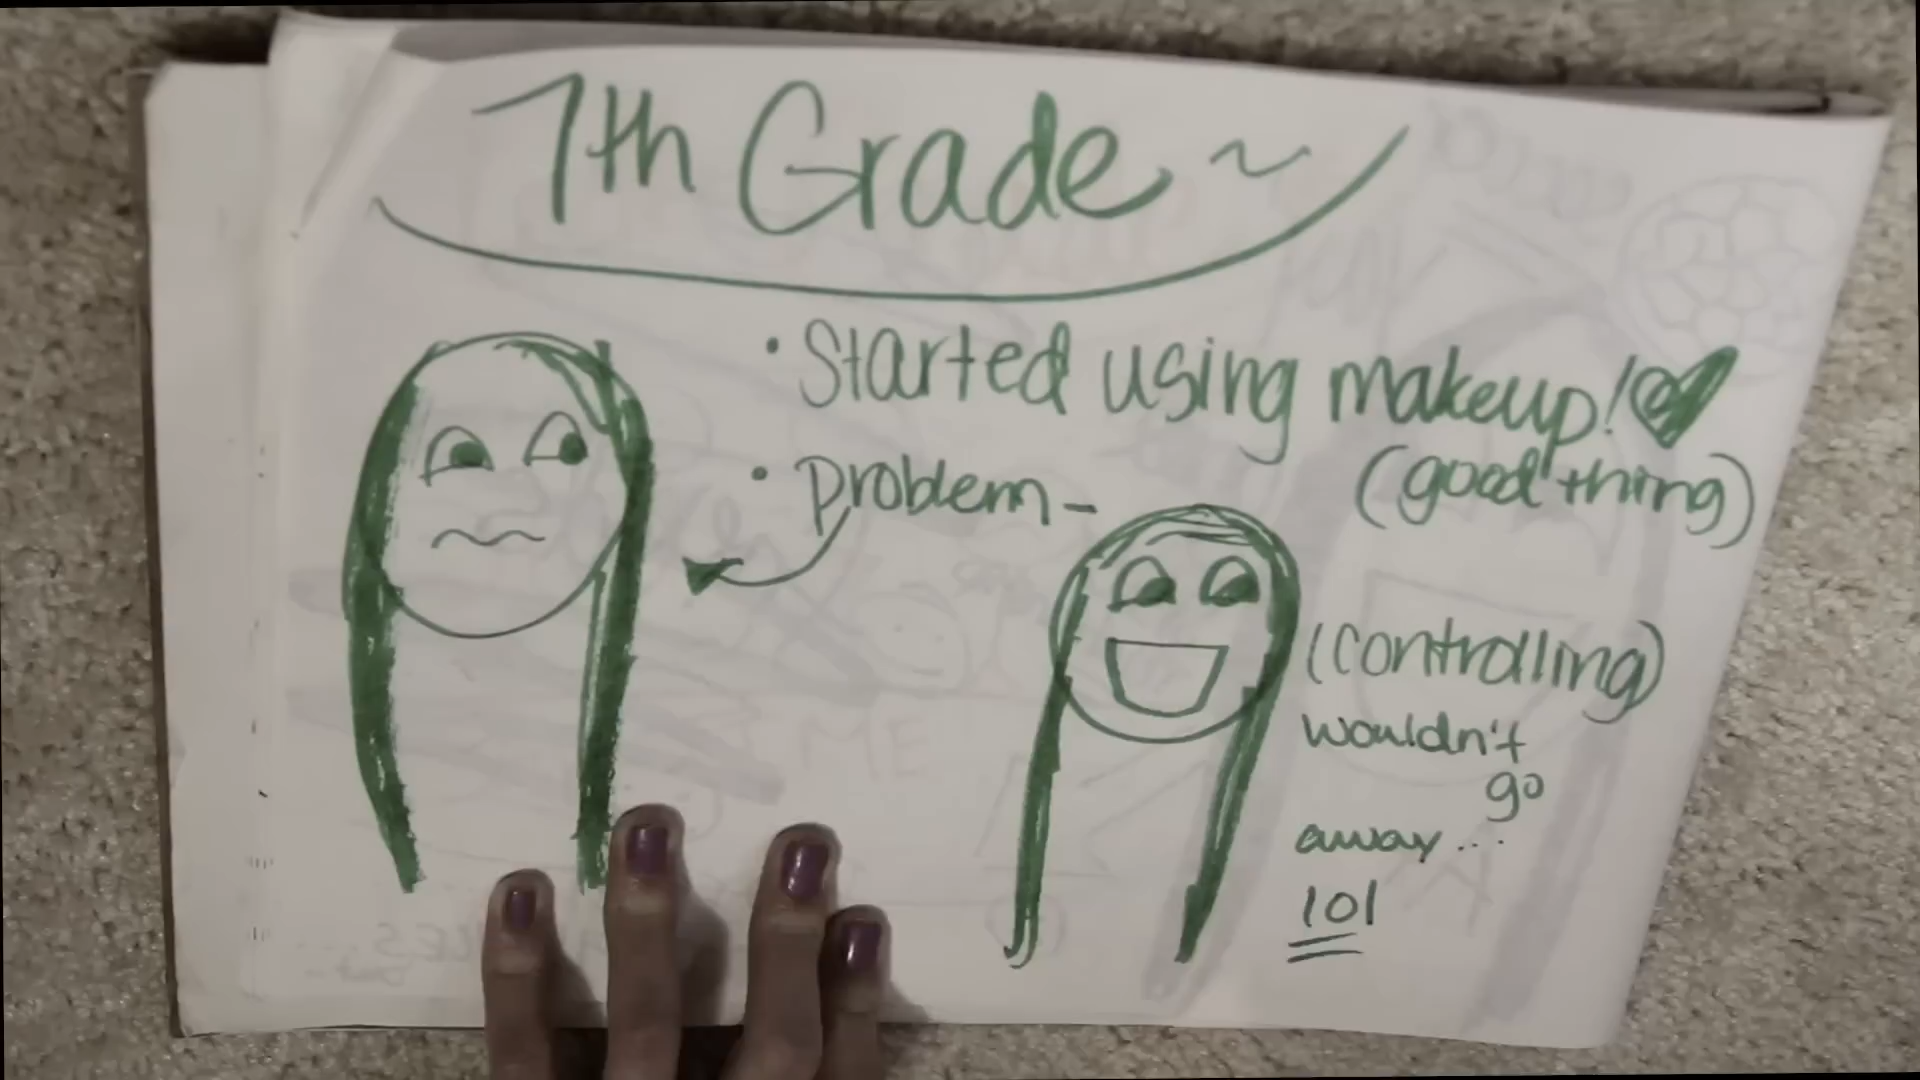 7th Grade ~
• Started using makeup!
(good thing)
• Problem -
(controlling)
wouldn't
go
away...
lol